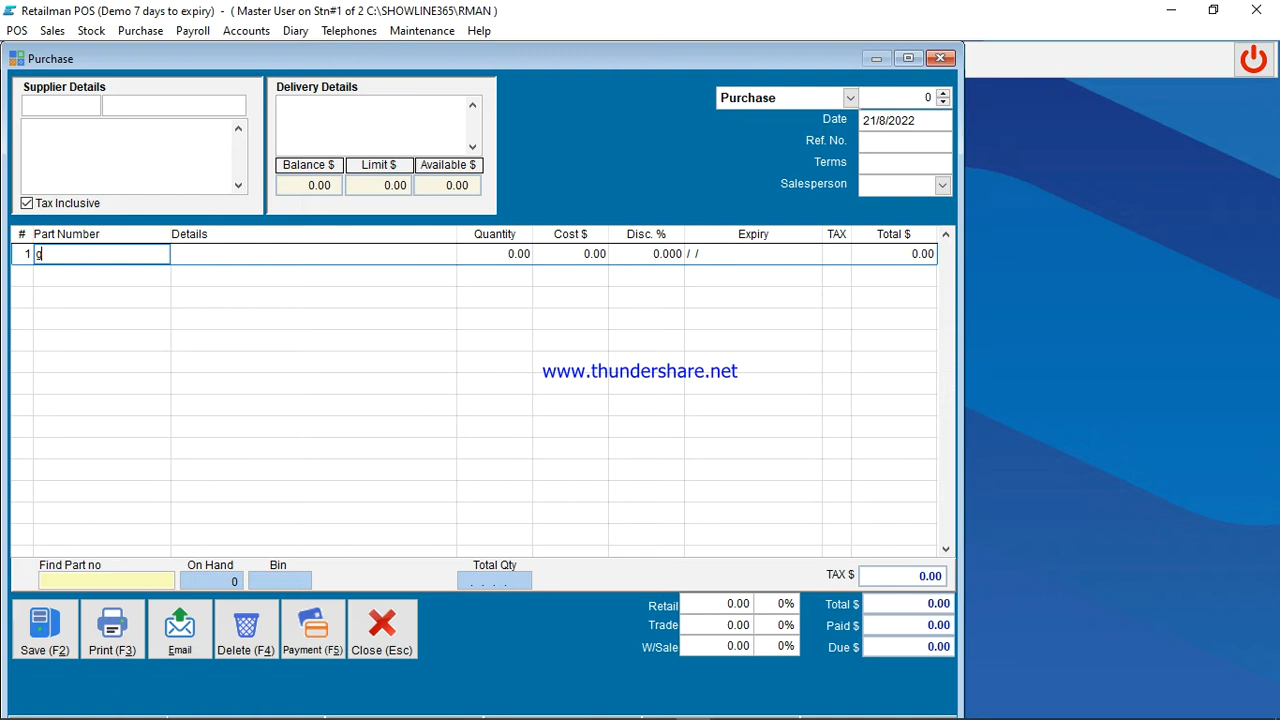 Retailman POS (Demo 7 days to expiry) - ( Master User on Stn#1 of 2 C:\SHOWLINE365\RMAN )
POS Sales Stock Purchase Payroll Accounts Diary Telephones Maintenance Help
Purchase
Supplier Details
Tax Inclusive
Delivery Details
Balance $ Limit $ Available $
0.00 0.00 0.00
Purchase 0
Date 21/8/2022
Ref. No.
Terms
Salesperson
# Part Number Details Quantity Cost $ Disc. % Expiry TAX Total $
1 g 0.00 0.00 0.000 / / 0.00
www.thundershare.net
Find Part no On Hand Bin Total Qty
0 . . . .
TAX $ 0.00
Save (F2) Print (F3) Email Delete (F4) Payment (F5) Close (Esc)
Retail 0.00 0% Total $ 0.00
Trade 0.00 0% Paid $ 0.00
W/Sale 0.00 0% Due $ 0.00